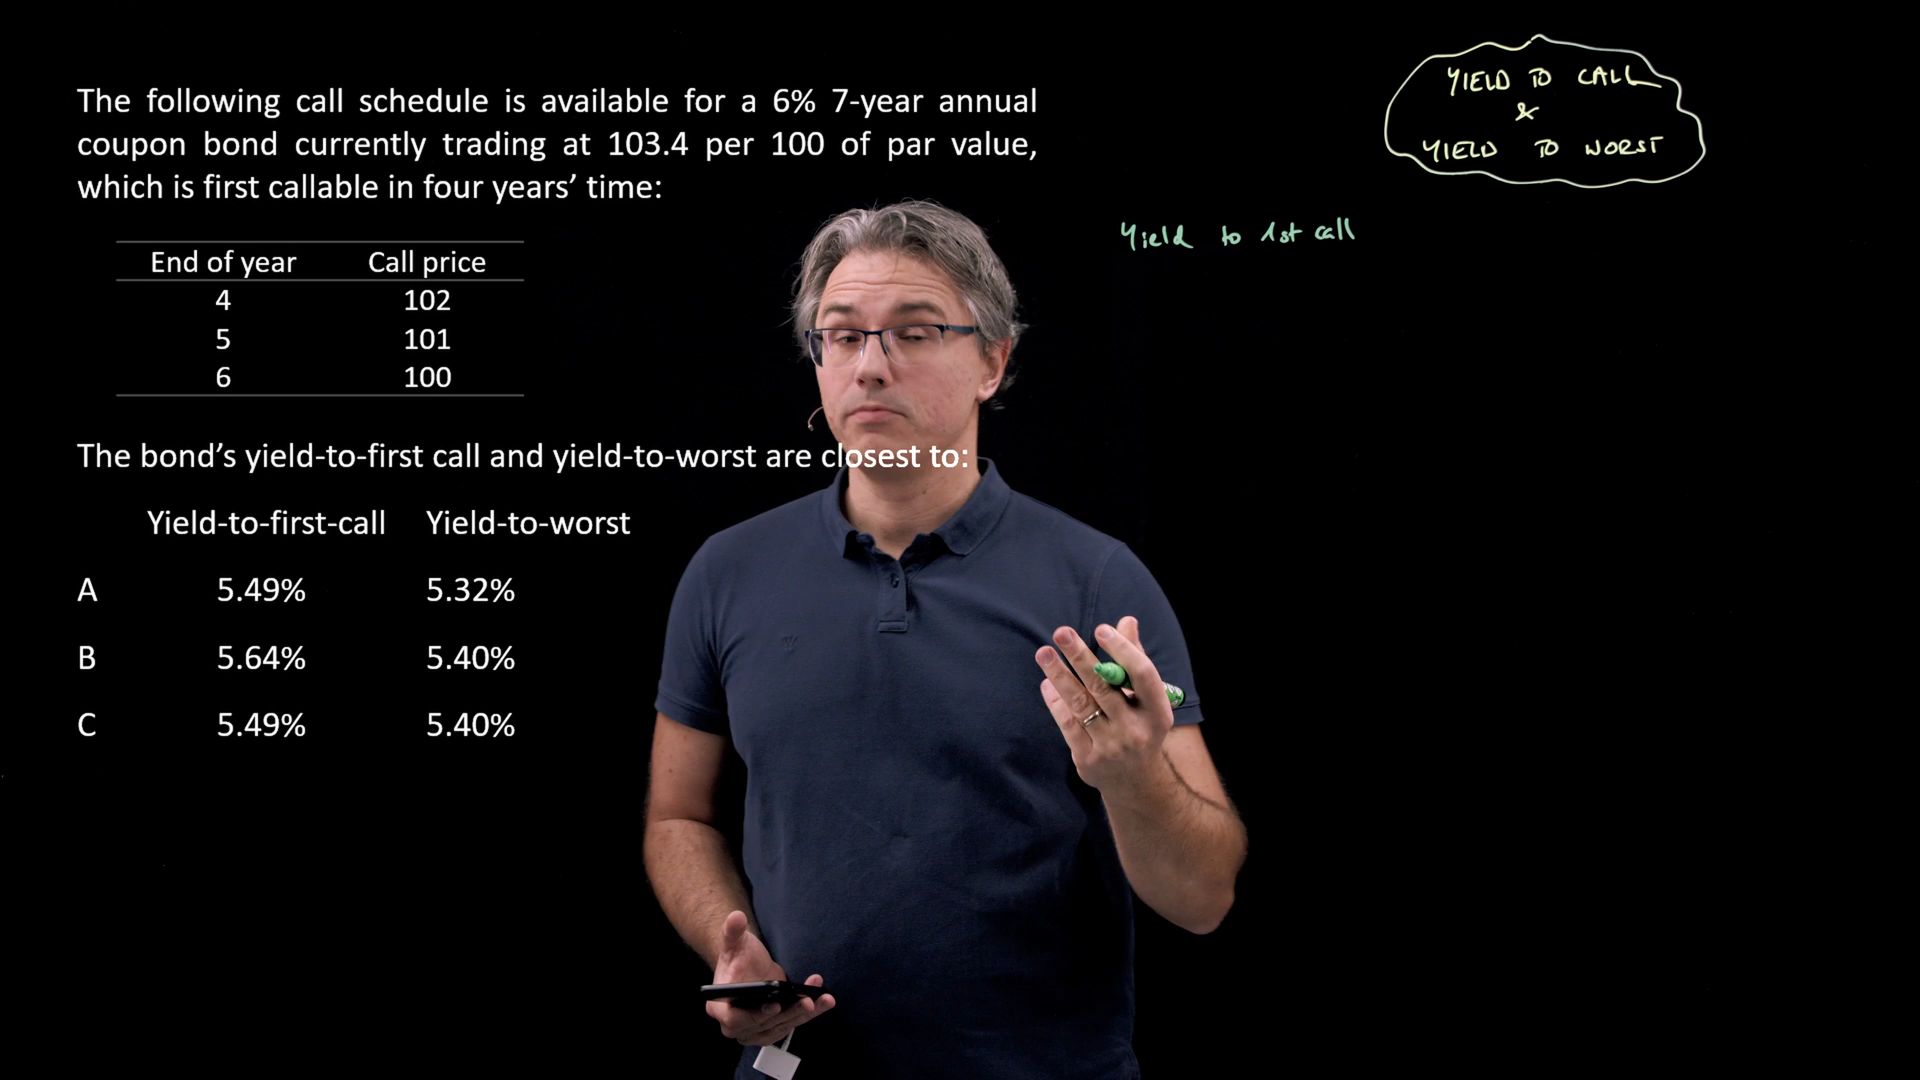 The following call schedule is available for a 6% 7-year annual
coupon bond currently trading at 103.4 per 100 of par value,
which is first callable in four years' time:
End of year Call price
4 102
5 101
6 100
The bond's yield-to-first call and yield-to-worst are closest to:
Yield-to-first-call Yield-to-worst
A 5.49% 5.32%
B 5.64% 5.40%
C 5.49% 5.40%
YIELD TO CALL
&
YIELD TO WORST
Yield to 1st call